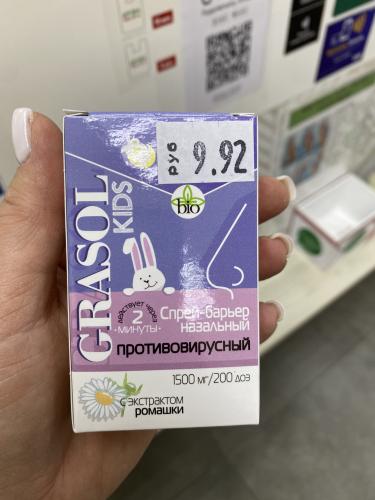 руб 9.92
bio
GRASOL
KIDS
действует через
2
•МИНУТЫ•
Спрей-барьер
назальный
противовирусный
1500 мг/200 доз
с экстрактом
ромашки